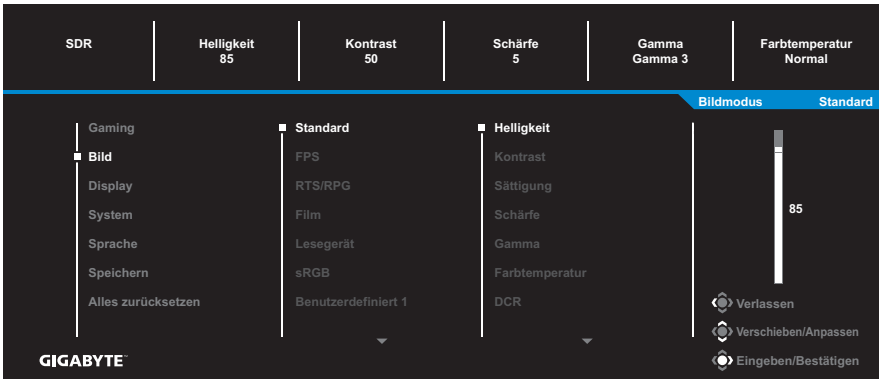 SDR
Helligkeit
85
Kontrast
50
Schärfe
5
Gamma
Gamma 3
Farbtemperatur
Normal
Bildmodus Standard
Gaming
Bild
Display
System
Sprache
Speichern
Alles zurücksetzen
Standard
FPS
RTS/RPG
Film
Lesegerät
sRGB
Benutzerdefiniert 1
Helligkeit
Kontrast
Sättigung
Schärfe
Gamma
Farbtemperatur
DCR
85
Verlassen
Verschieben/Anpassen
Eingeben/Bestätigen
GIGABYTE™